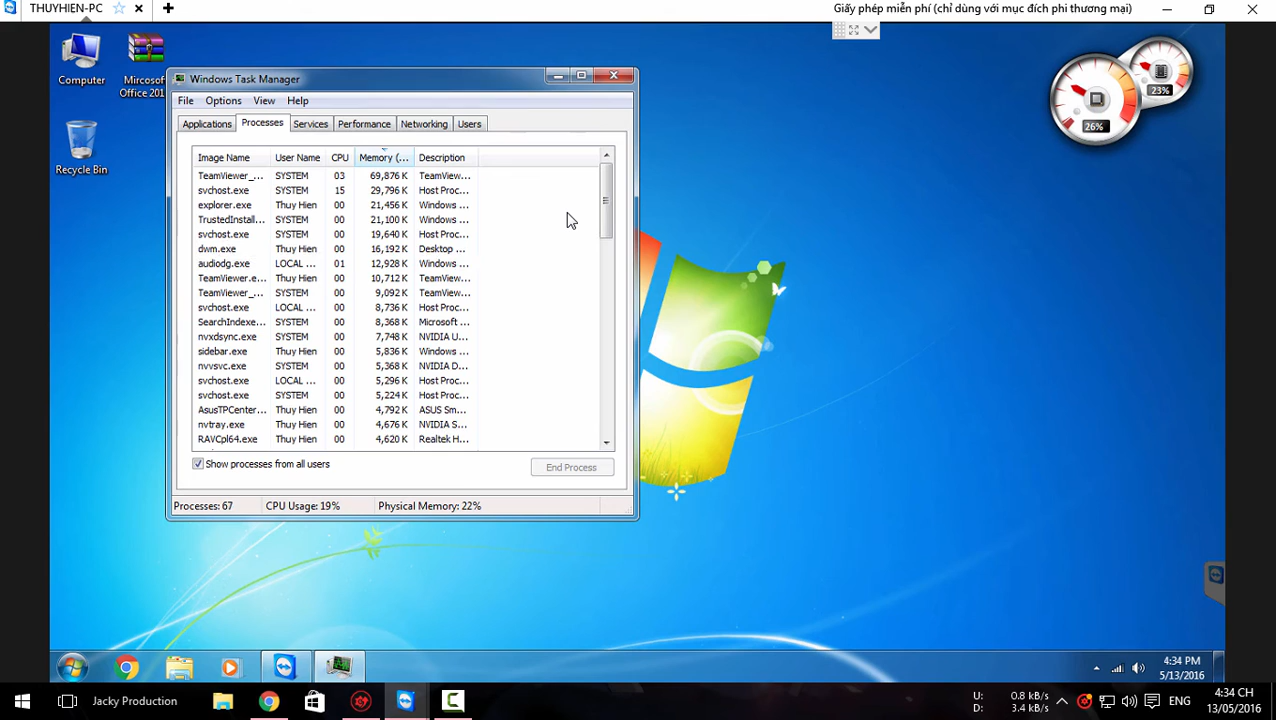 THUYHIEN-PC
Giấy phép miễn phí (chỉ dùng với mục đích phi thương mại)
Computer
Mircosoft
Office 201
Recycle Bin
26%
23%
Windows Task Manager
File Options View Help
Applications Processes Services Performance Networking Users
Image Name User Name CPU Memory (... Description
TeamViewer_... SYSTEM 03 69,876 K TeamView...
svchost.exe SYSTEM 15 29,796 K Host Proc...
explorer.exe Thuy Hien 00 21,456 K Windows ...
TrustedInstall... SYSTEM 00 21,100 K Windows ...
svchost.exe SYSTEM 00 19,640 K Host Proc...
dwm.exe Thuy Hien 00 16,192 K Desktop ...
audiodg.exe LOCAL ... 01 12,928 K Windows ...
TeamViewer.e... Thuy Hien 00 10,712 K TeamView...
TeamViewer_... SYSTEM 00 9,092 K TeamView...
svchost.exe LOCAL ... 00 8,736 K Host Proc...
SearchIndexe... SYSTEM 00 8,368 K Microsoft ...
nvxdsync.exe SYSTEM 00 7,748 K NVIDIA U...
sidebar.exe Thuy Hien 00 5,836 K Windows ...
nvvsvc.exe SYSTEM 00 5,368 K NVIDIA D...
svchost.exe LOCAL ... 00 5,296 K Host Proc...
svchost.exe SYSTEM 00 5,224 K Host Proc...
AsusTPCenter... Thuy Hien 00 4,792 K ASUS Sm...
nvtray.exe Thuy Hien 00 4,676 K NVIDIA S...
RAVCpl64.exe Thuy Hien 00 4,620 K Realtek H...
Show processes from all users
End Process
Processes: 67 CPU Usage: 19% Physical Memory: 22%
4:34 PM
5/13/2016
Jacky Production
U: 0.8 kB/s
D: 3.4 kB/s
ENG
4:34 CH
13/05/2016